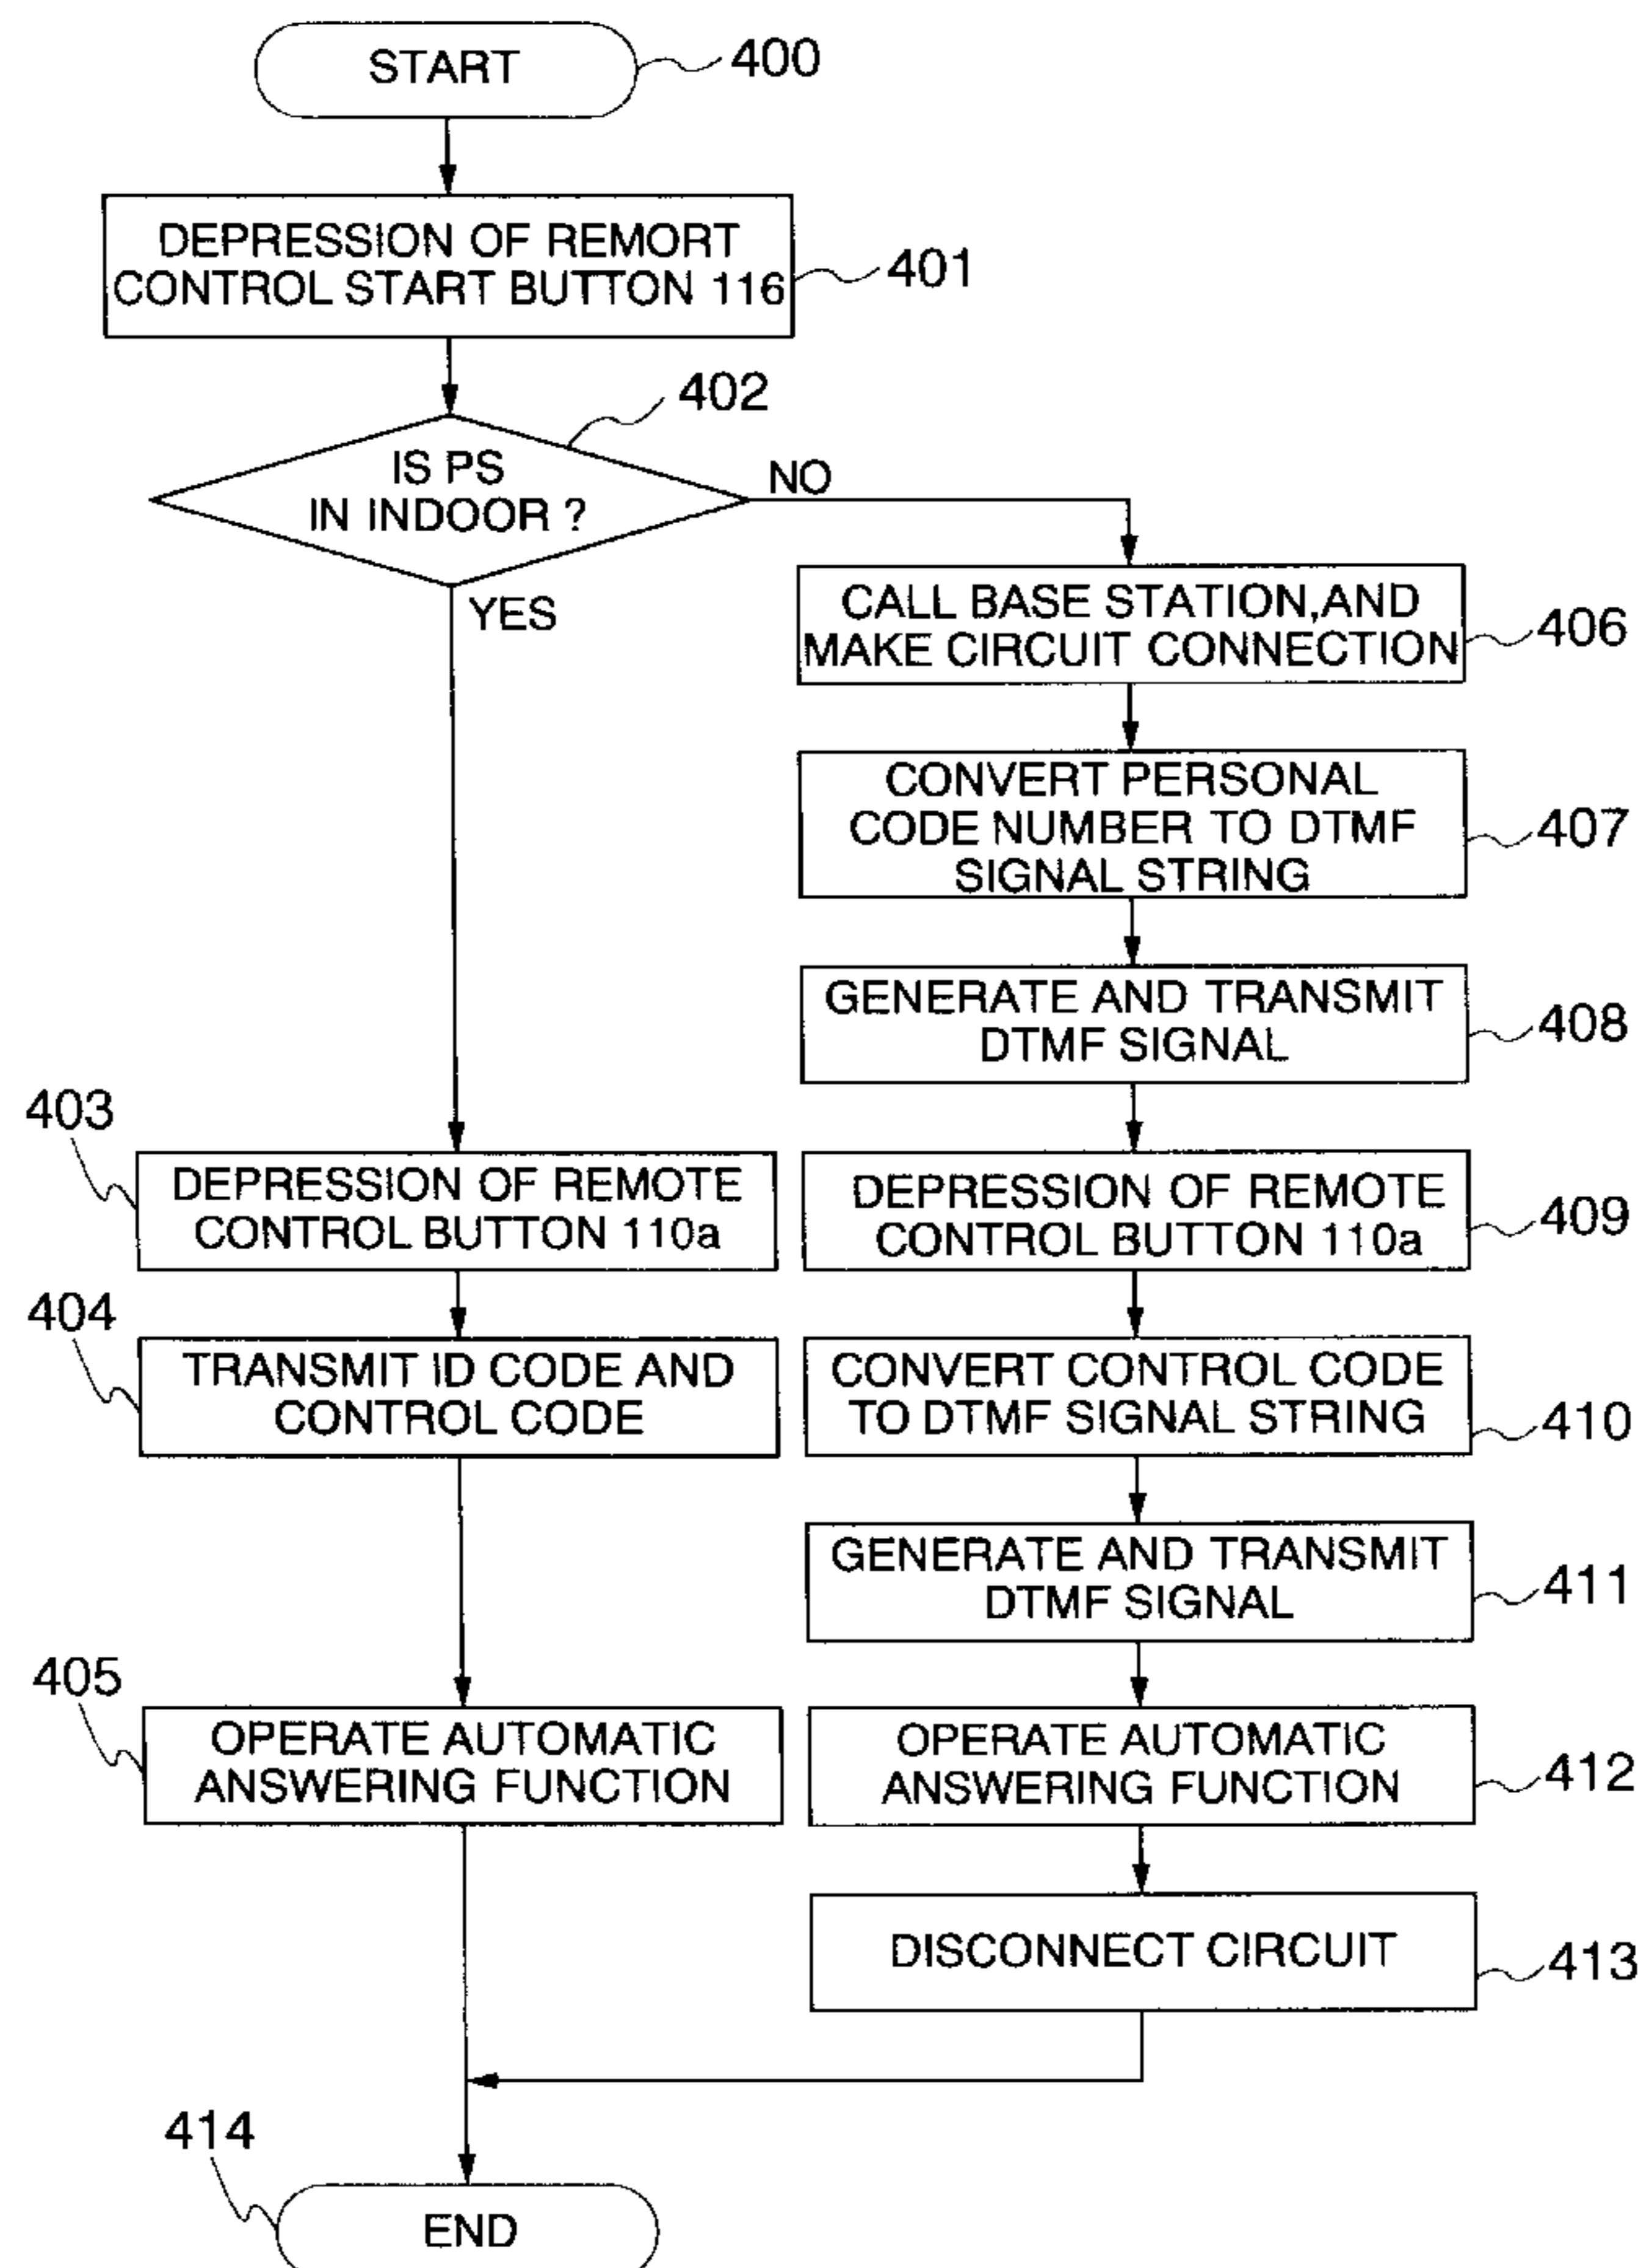 START
400
DEPRESSION OF REMORT
CONTROL START BUTTON 116
401
402
IS PS
IN INDOOR ?
NO
YES
CALL BASE STATION,AND
MAKE CIRCUIT CONNECTION
406
CONVERT PERSONAL
CODE NUMBER TO DTMF
SIGNAL STRING
407
GENERATE AND TRANSMIT
DTMF SIGNAL
408
403
DEPRESSION OF REMOTE
CONTROL BUTTON 110a
DEPRESSION OF REMOTE
CONTROL BUTTON 110a
409
404
TRANSMIT ID CODE AND
CONTROL CODE
CONVERT CONTROL CODE
TO DTMF SIGNAL STRING
410
GENERATE AND TRANSMIT
DTMF SIGNAL
411
405
OPERATE AUTOMATIC
ANSWERING FUNCTION
OPERATE AUTOMATIC
ANSWERING FUNCTION
412
DISCONNECT CIRCUIT
413
414
END